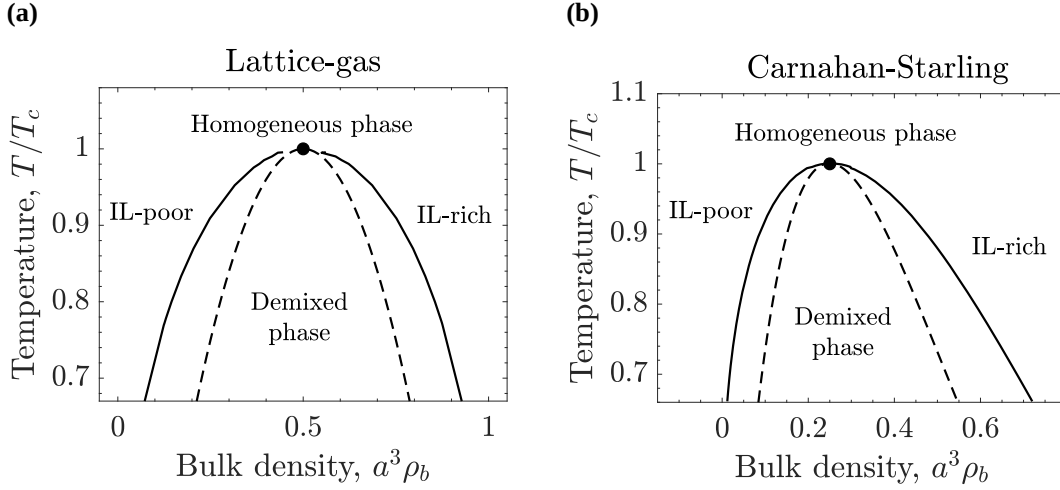 (a)
Lattice-gas
Temperature, T/T_c
1
0.9
0.8
0.7
Homogeneous phase
IL-poor
IL-rich
Demixed
phase
0
0.5
1
Bulk density, a³ρ_b
(b)
Carnahan-Starling
Temperature, T/T_c
1.1
1
0.9
0.8
0.7
Homogeneous phase
IL-poor
IL-rich
Demixed
phase
0
0.2
0.4
0.6
Bulk density, a³ρ_b